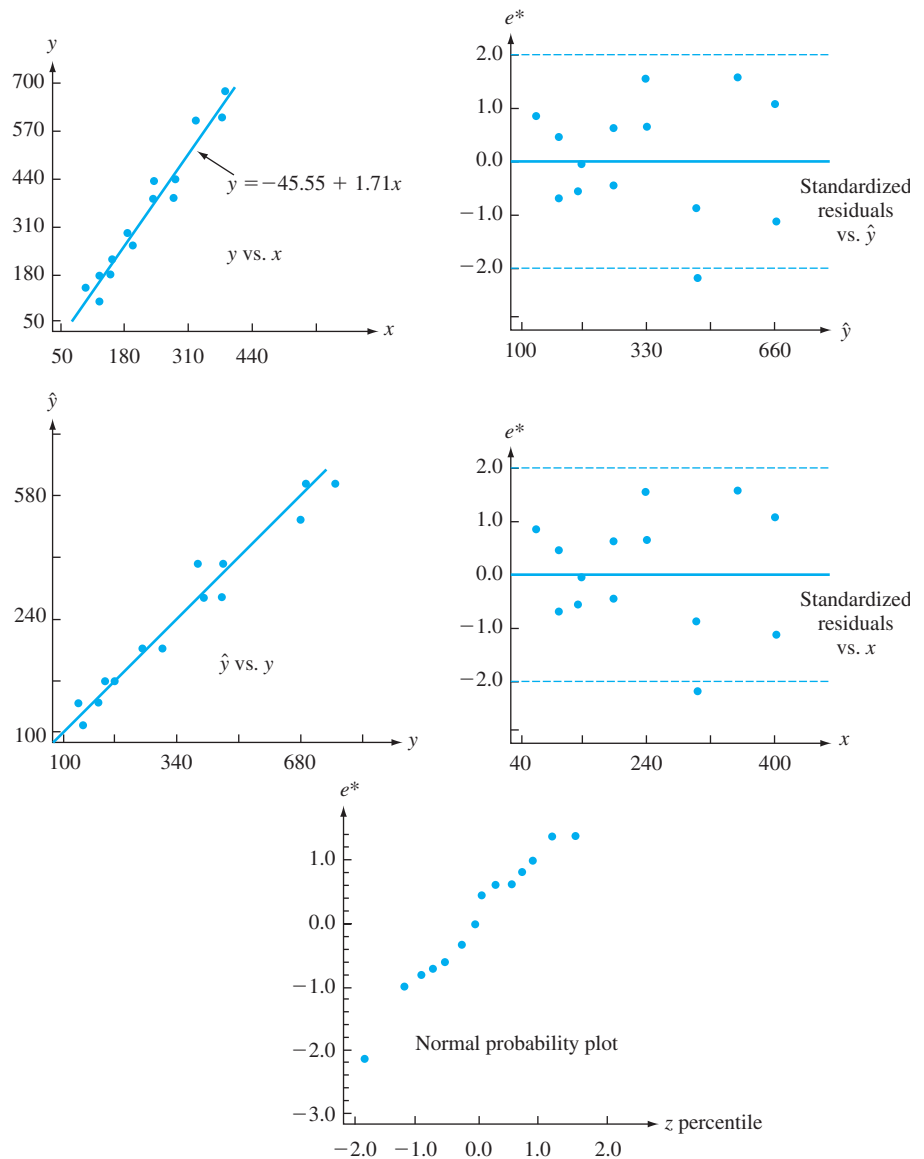 y
700
570
440
310
180
50
y = −45.55 + 1.71x
y vs. x
x
50 180 310 440
e*
2.0
1.0
0.0
−1.0
−2.0
Standardized
residuals
vs. ŷ
100 330 660
ŷ
ŷ
580
240
100
ŷ vs. y
y
100 340 680
e*
2.0
1.0
0.0
−1.0
−2.0
Standardized
residuals
vs. x
x
40 240 400
e*
1.0
0.0
−1.0
−2.0
−3.0
Normal probability plot
z percentile
−2.0 −1.0 0.0 1.0 2.0